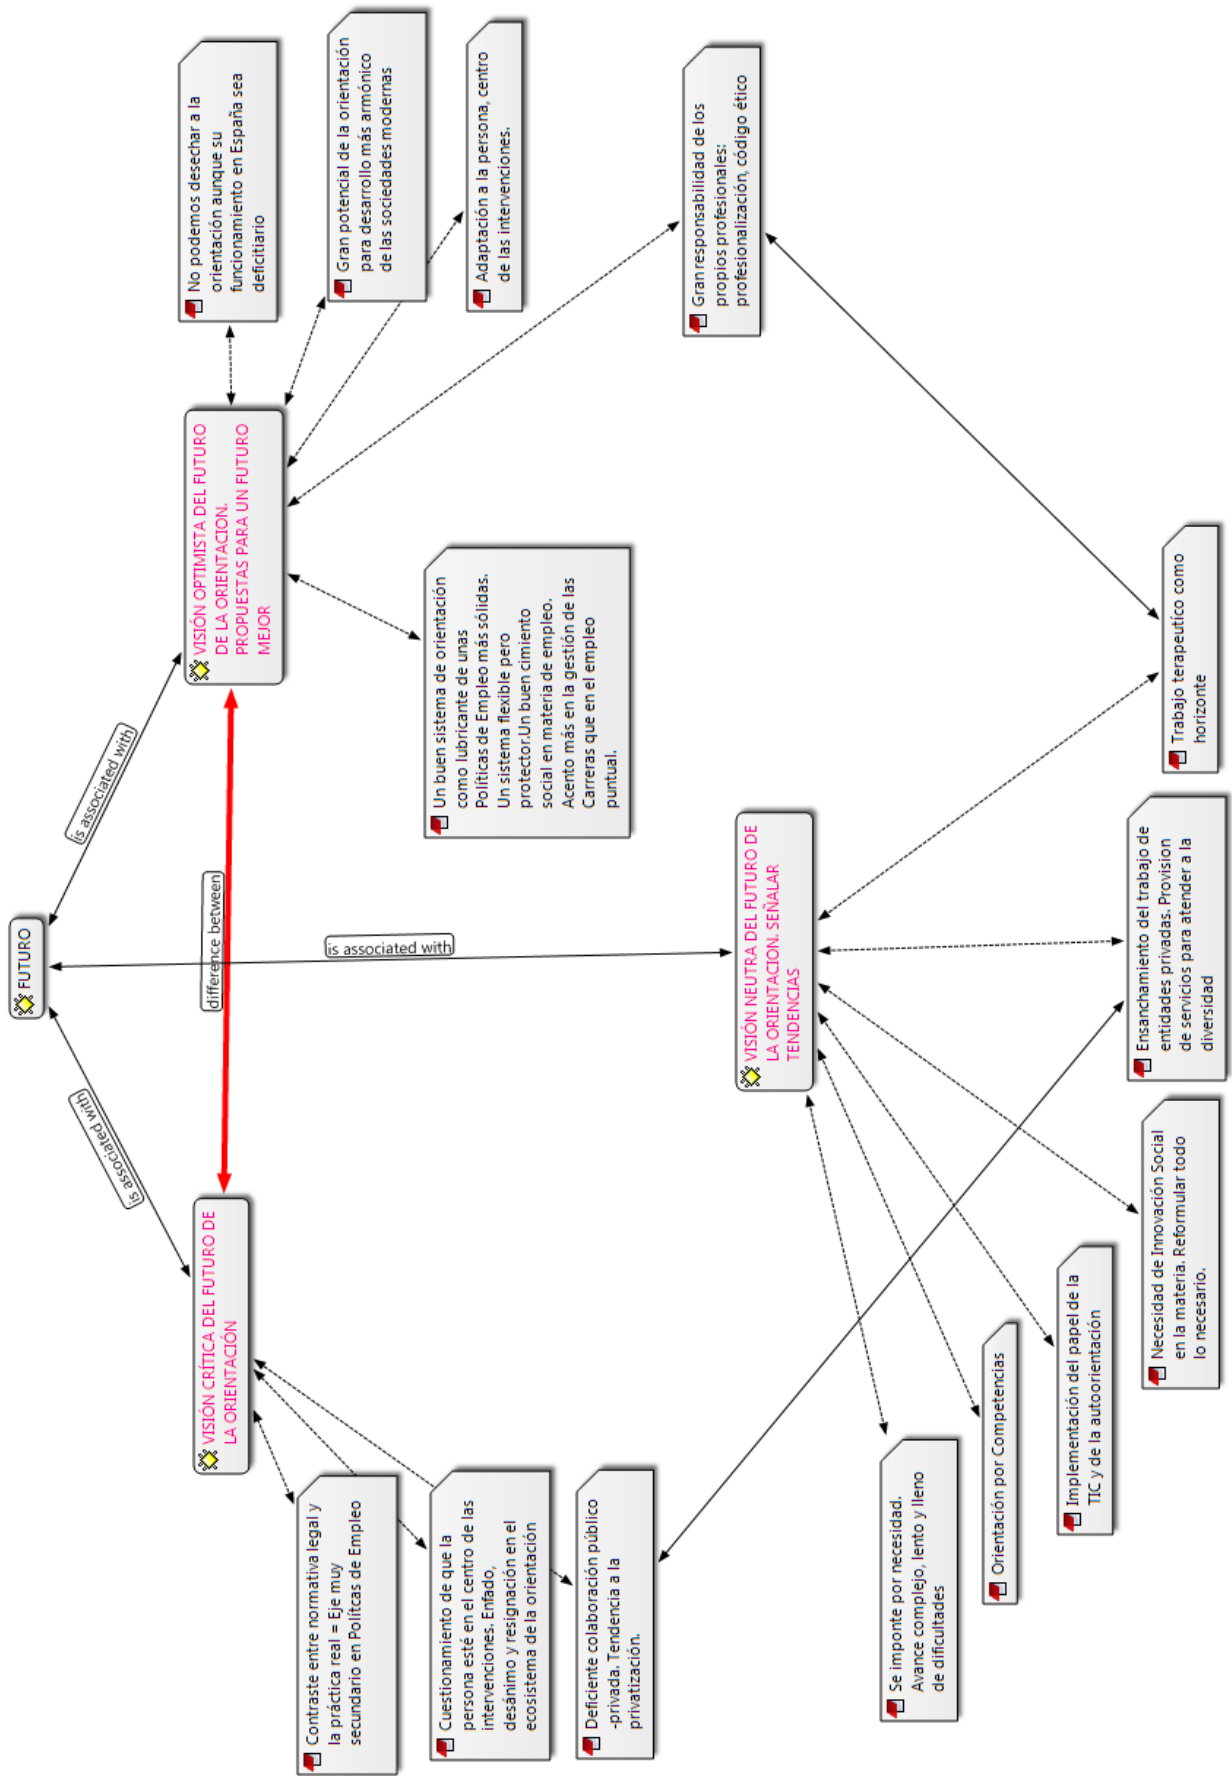 FUTURO
is associated with
is associated with
is associated with
difference between
VISIÓN CRÍTICA DEL FUTURO DE
LA ORIENTACIÓN
VISIÓN OPTIMISTA DEL FUTURO
DE LA ORIENTACION.
PROPUESTAS PARA UN FUTURO
MEJOR
Contraste entre normativa legal y
la práctica real = Eje muy
secundario en Polítcas de Empleo
Cuestionamiento de que la
persona esté en el centro de las
intervenciones. Enfado,
desánimo y resignación en el
ecosistema de la orientación
Deficiente colaboración público
-privada. Tendencia a la
privatización.
No podemos desechar a la
orientación aunque su
funcionamiento en España sea
deficitiario
Gran potencial de la orientación
para desarrollo más armónico
de las sociedades modernas
Adaptación a la persona, centro
de las intervenciones.
Un buen sistema de orientación
como lubricante de unas
Políticas de Empleo más sólidas.
Un sistema flexible pero
protector.Un buen cimiento
social en materia de empleo.
Acento más en la gestión de las
Carreras que en el empleo
puntual.
Gran responsabilidad de los
propios profesionales:
profesionalización, código ético
VISIÓN NEUTRA DEL FUTURO DE
LA ORIENTACION. SEÑALAR
TENDENCIAS
Se imponte por necesidad.
Avance complejo, lento y lleno
de dificultades
Orientación por Competencias
Implementación del papel de la
TIC y de la autoorientación
Necesidad de Innovación Social
en la materia. Reformular todo
lo necesario.
Ensanchamiento del trabajo de
entidades privadas. Provision
de servicios para atender a la
diversidad
Trabajo terapeutíco como
horizonte